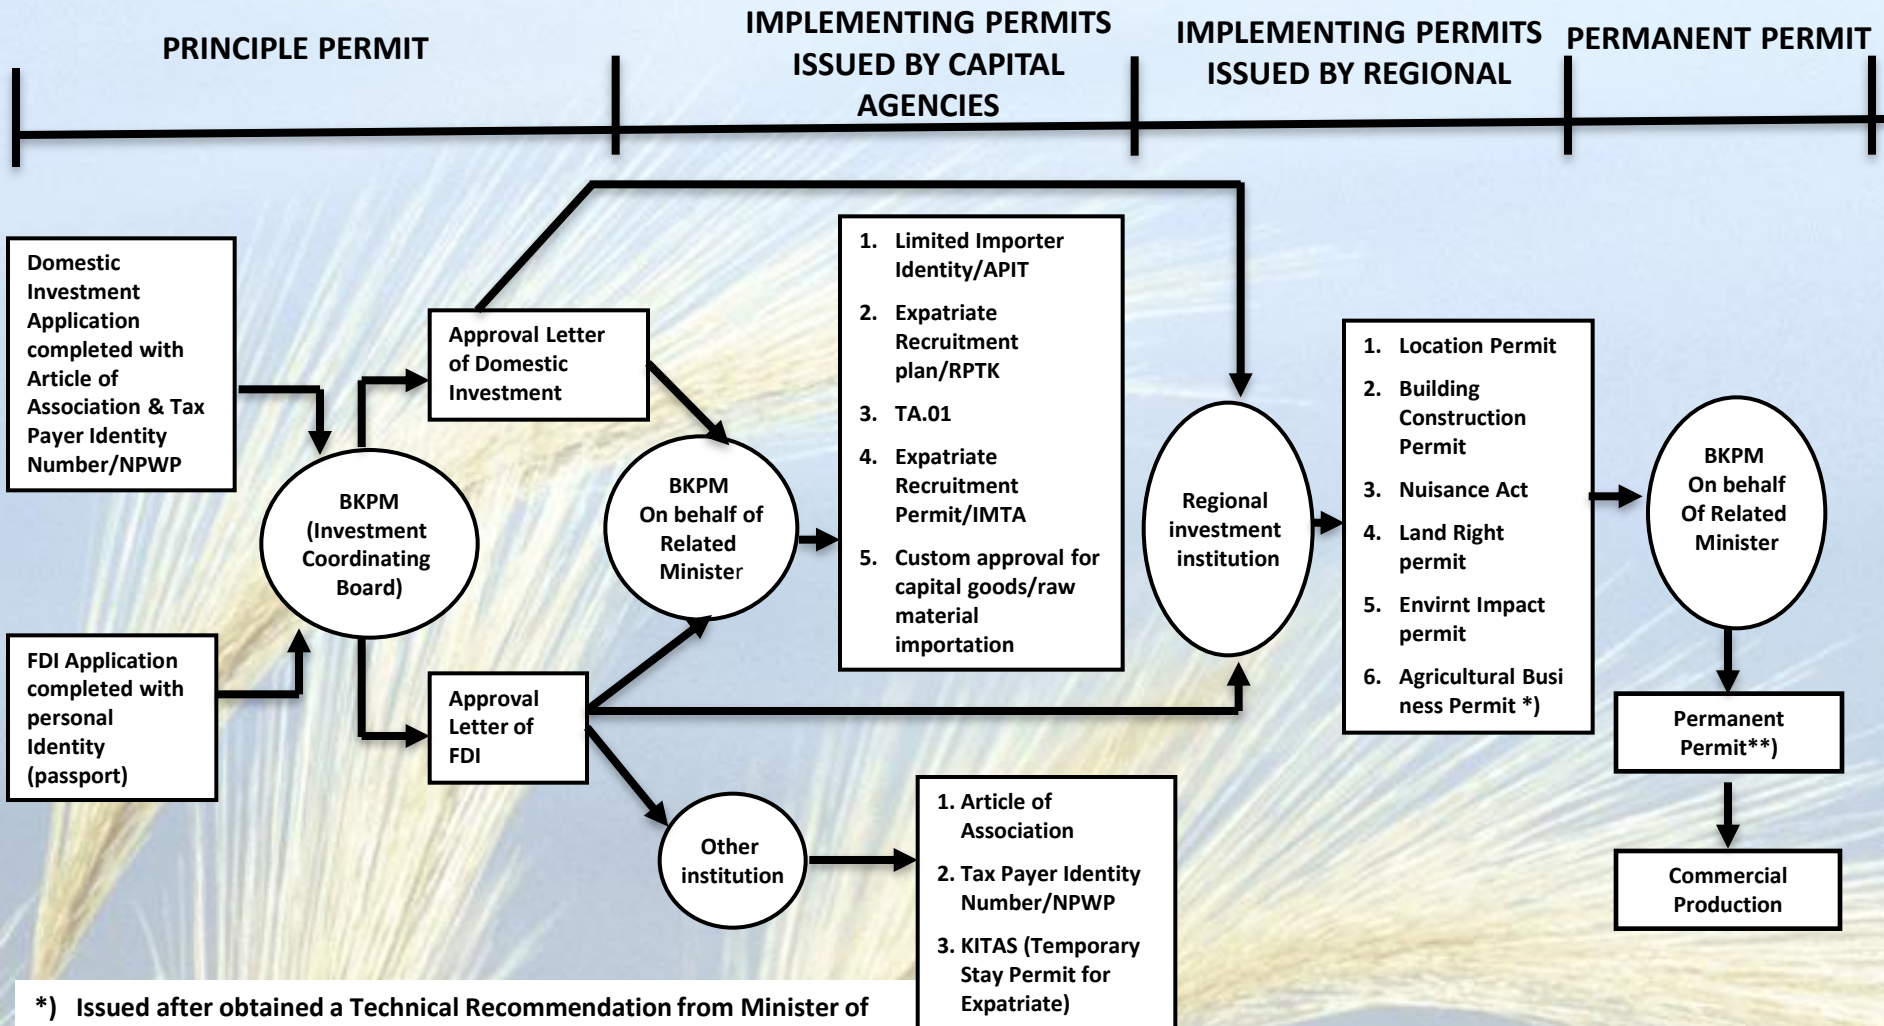 PRINCIPLE PERMIT
IMPLEMENTING PERMITS
ISSUED BY CAPITAL
AGENCIES
IMPLEMENTING PERMITS
ISSUED BY REGIONAL
PERMANENT PERMIT
Domestic
Investment
Application
completed with
Article of
Association & Tax
Payer Identity
Number/NPWP
FDI Application
completed with
personal
Identity
(passport)
BKPM
(Investment
Coordinating
Board)
Approval Letter
of Domestic
Investment
Approval
Letter of
FDI
BKPM
On behalf of
Related
Minister
Other
institution
1. Limited Importer
Identity/APIT
2. Expatriate
Recruitment
plan/RPTK
3. TA.01
4. Expatriate
Recruitment
Permit/IMTA
5. Custom approval for
capital goods/raw
material
importation
1. Article of
Association
2. Tax Payer Identity
Number/NPWP
3. KITAS (Temporary
Stay Permit for
Expatriate)
Regional
investment
institution
1. Location Permit
2. Building
Construction
Permit
3. Nuisance Act
4. Land Right
permit
5. Envirnt Impact
permit
6. Agricultural Busi
ness Permit *)
BKPM
On behalf
Of Related
Minister
Permanent
Permit**)
Commercial
Production
*) Issued after obtained a Technical Recommendation from Minister of